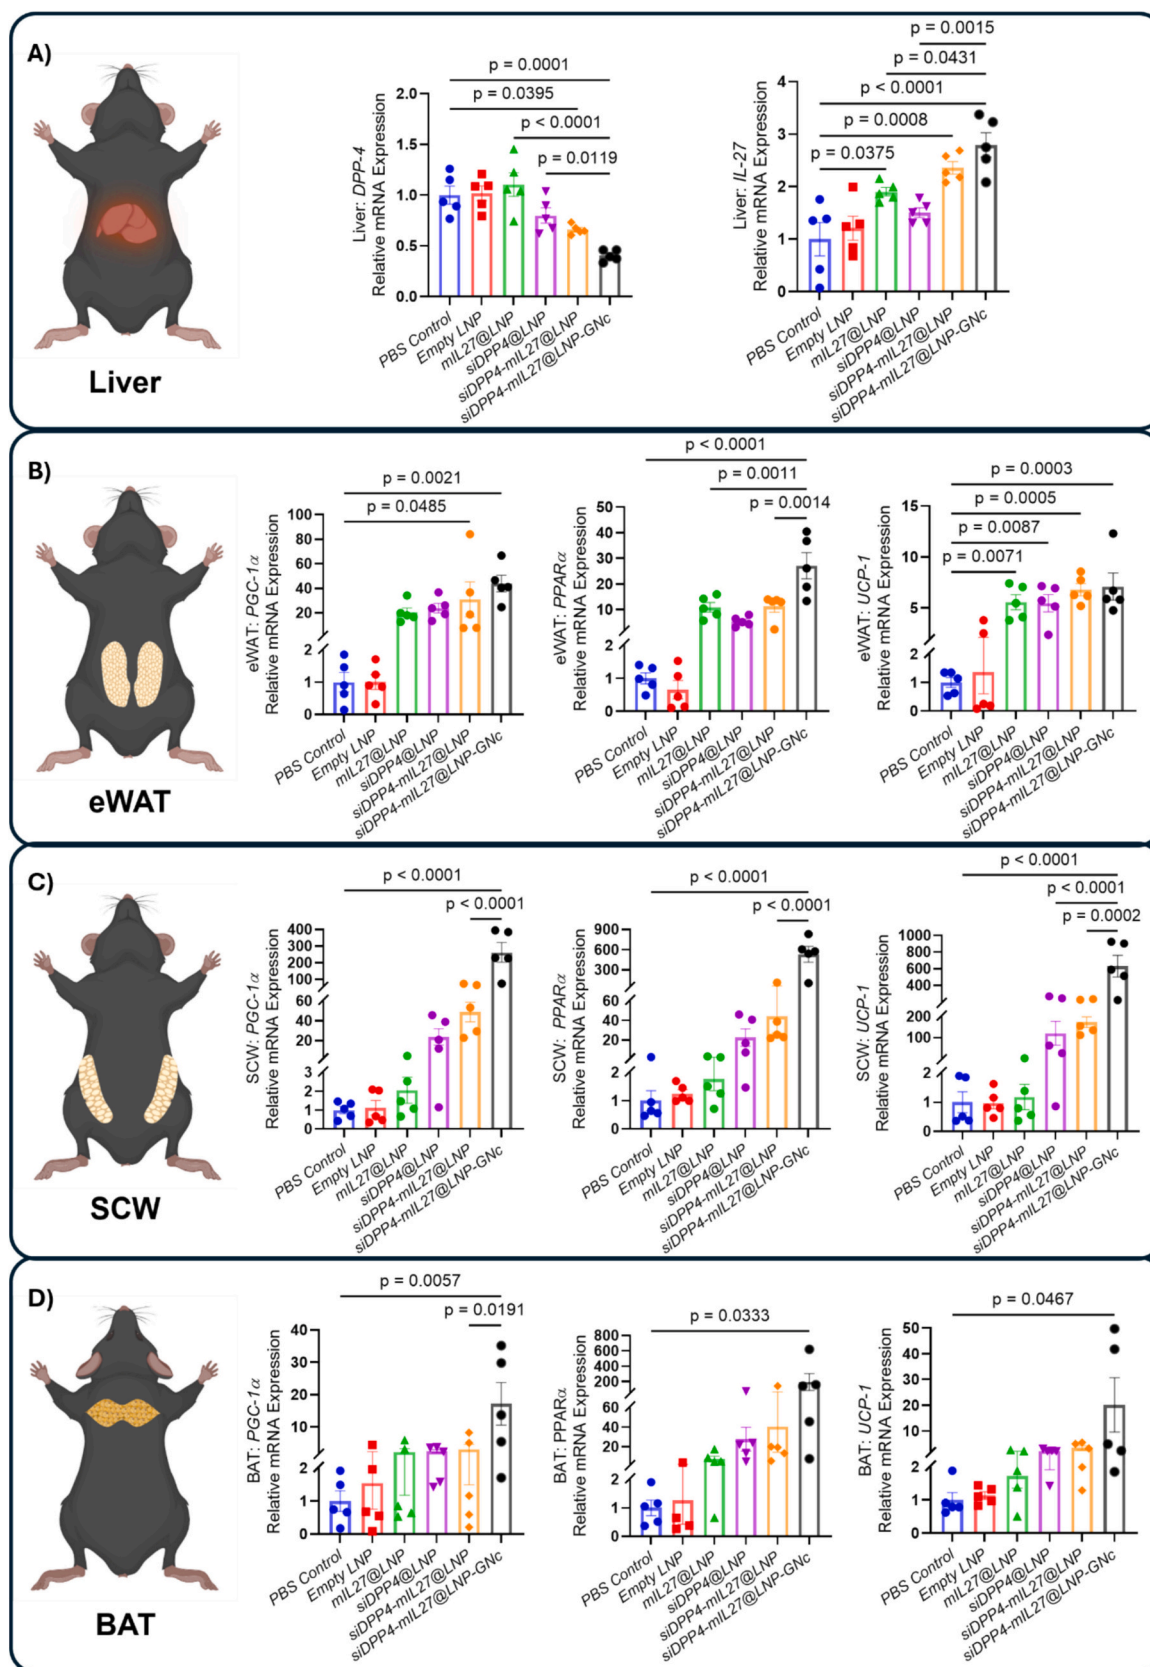 A)
Liver
p = 0.0001
p = 0.0395
p < 0.0001
p = 0.0119
Liver: DPP-4
Relative mRNA Expression
2.0
1.5
1.0
0.5
0.0
PBS Control
Empty LNP
mIL27@LNP
siDPP4@LNP
siDPP4-mIL27@LNP
siDPP4-mIL27@LNP-GNc
p = 0.0015
p = 0.0431
p < 0.0001
p = 0.0008
p = 0.0375
Liver: IL-27
Relative mRNA Expression
4
3
2
1
0
PBS Control
Empty LNP
mIL27@LNP
siDPP4@LNP
siDPP4-mIL27@LNP
siDPP4-mIL27@LNP-GNc
B)
eWAT
p = 0.0021
p = 0.0485
eWAT: PGC-1α
Relative mRNA Expression
100
80
60
40
20
2
1
0
PBS Control
Empty LNP
mIL27@LNP
siDPP4@LNP
siDPP4-mIL27@LNP
siDPP4-mIL27@LNP-GNc
p < 0.0001
p = 0.0011
p = 0.0014
eWAT: PPARα
Relative mRNA Expression
50
40
30
20
10
2
1
0
PBS Control
Empty LNP
mIL27@LNP
siDPP4@LNP
siDPP4-mIL27@LNP
siDPP4-mIL27@LNP-GNc
p = 0.0003
p = 0.0005
p = 0.0087
p = 0.0071
eWAT: UCP-1
Relative mRNA Expression
15
10
5
2
1
0
PBS Control
Empty LNP
mIL27@LNP
siDPP4@LNP
siDPP4-mIL27@LNP
siDPP4-mIL27@LNP-GNc
C)
SCW
p < 0.0001
p < 0.0001
SCW: PGC-1α
Relative mRNA Expression
400
300
200
100
60
40
20
3
2
1
0
PBS Control
Empty LNP
mIL27@LNP
siDPP4@LNP
siDPP4-mIL27@LNP
siDPP4-mIL27@LNP-GNc
p < 0.0001
p < 0.0001
SCW: PPARα
Relative mRNA Expression
900
600
300
60
40
20
2
1
0
PBS Control
Empty LNP
mIL27@LNP
siDPP4@LNP
siDPP4-mIL27@LNP
siDPP4-mIL27@LNP-GNc
p < 0.0001
p < 0.0001
p = 0.0002
SCW: UCP-1
Relative mRNA Expression
1000
800
600
400
200
100
2
1
0
PBS Control
Empty LNP
mIL27@LNP
siDPP4@LNP
siDPP4-mIL27@LNP
siDPP4-mIL27@LNP-GNc
D)
BAT
p = 0.0057
p = 0.0191
BAT: PGC-1α
Relative mRNA Expression
40
30
20
10
2
1
0
PBS Control
Empty LNP
mIL27@LNP
siDPP4@LNP
siDPP4-mIL27@LNP
siDPP4-mIL27@LNP-GNc
p = 0.0333
BAT: PPARα
Relative mRNA Expression
800
600
400
200
60
40
20
2
1
0
PBS Control
Empty LNP
mIL27@LNP
siDPP4@LNP
siDPP4-mIL27@LNP
siDPP4-mIL27@LNP-GNc
p = 0.0467
BAT: UCP-1
Relative mRNA Expression
50
40
30
20
10
2
1
0
PBS Control
Empty LNP
mIL27@LNP
siDPP4@LNP
siDPP4-mIL27@LNP
siDPP4-mIL27@LNP-GNc